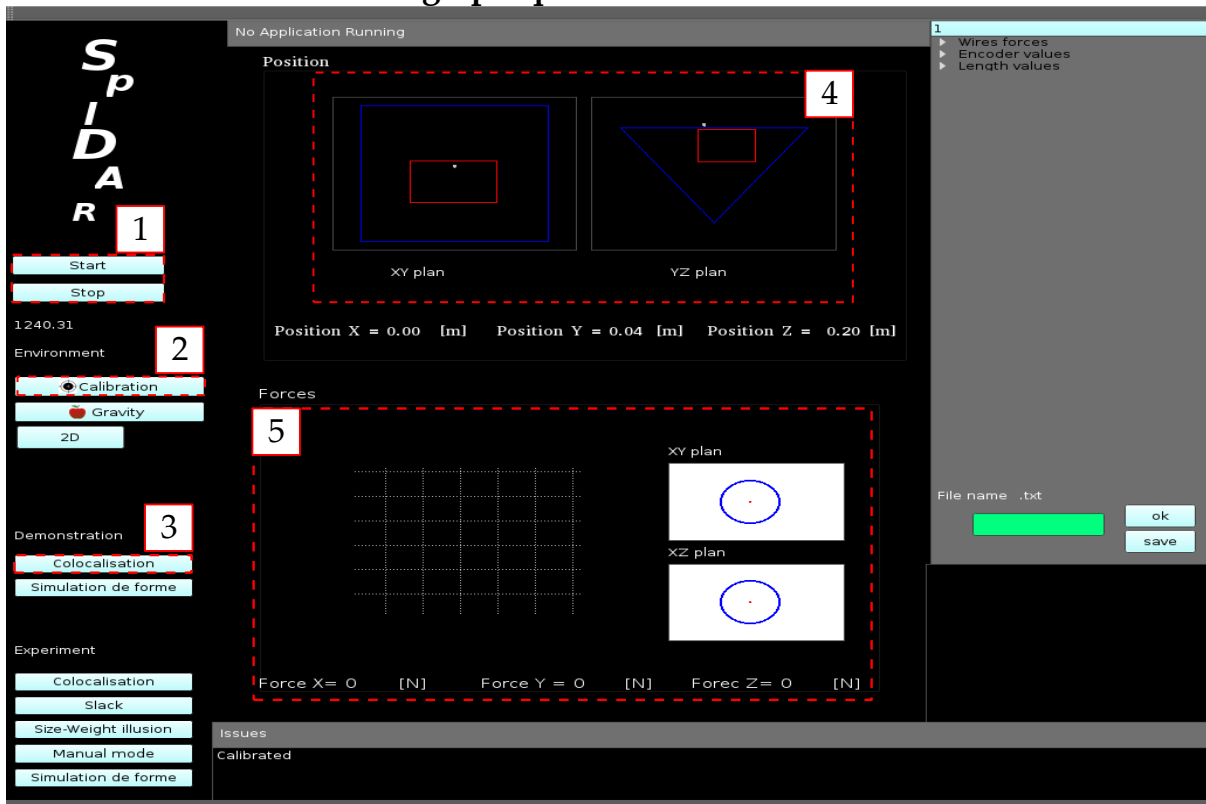 SpIDAR
1
Start
Stop
1240.31
Environment
2
Calibration
Gravity
2D
Demonstration
3
Colocalisation
Simulation de forme
Experiment
Colocalisation
Slack
Size-Weight illusion
Manual mode
Simulation de forme
No Application Running
Position
4
XY plan
YZ plan
Position X = 0.00 [m] Position Y = 0.04 [m] Position Z = 0.20 [m]
Forces
5
XY plan
XZ plan
Force X= 0 [N] Force Y = 0 [N] Forec Z= 0 [N]
Issues
Calibrated
1
Wires forces
Encoder values
Length values
File name .txt
ok
save